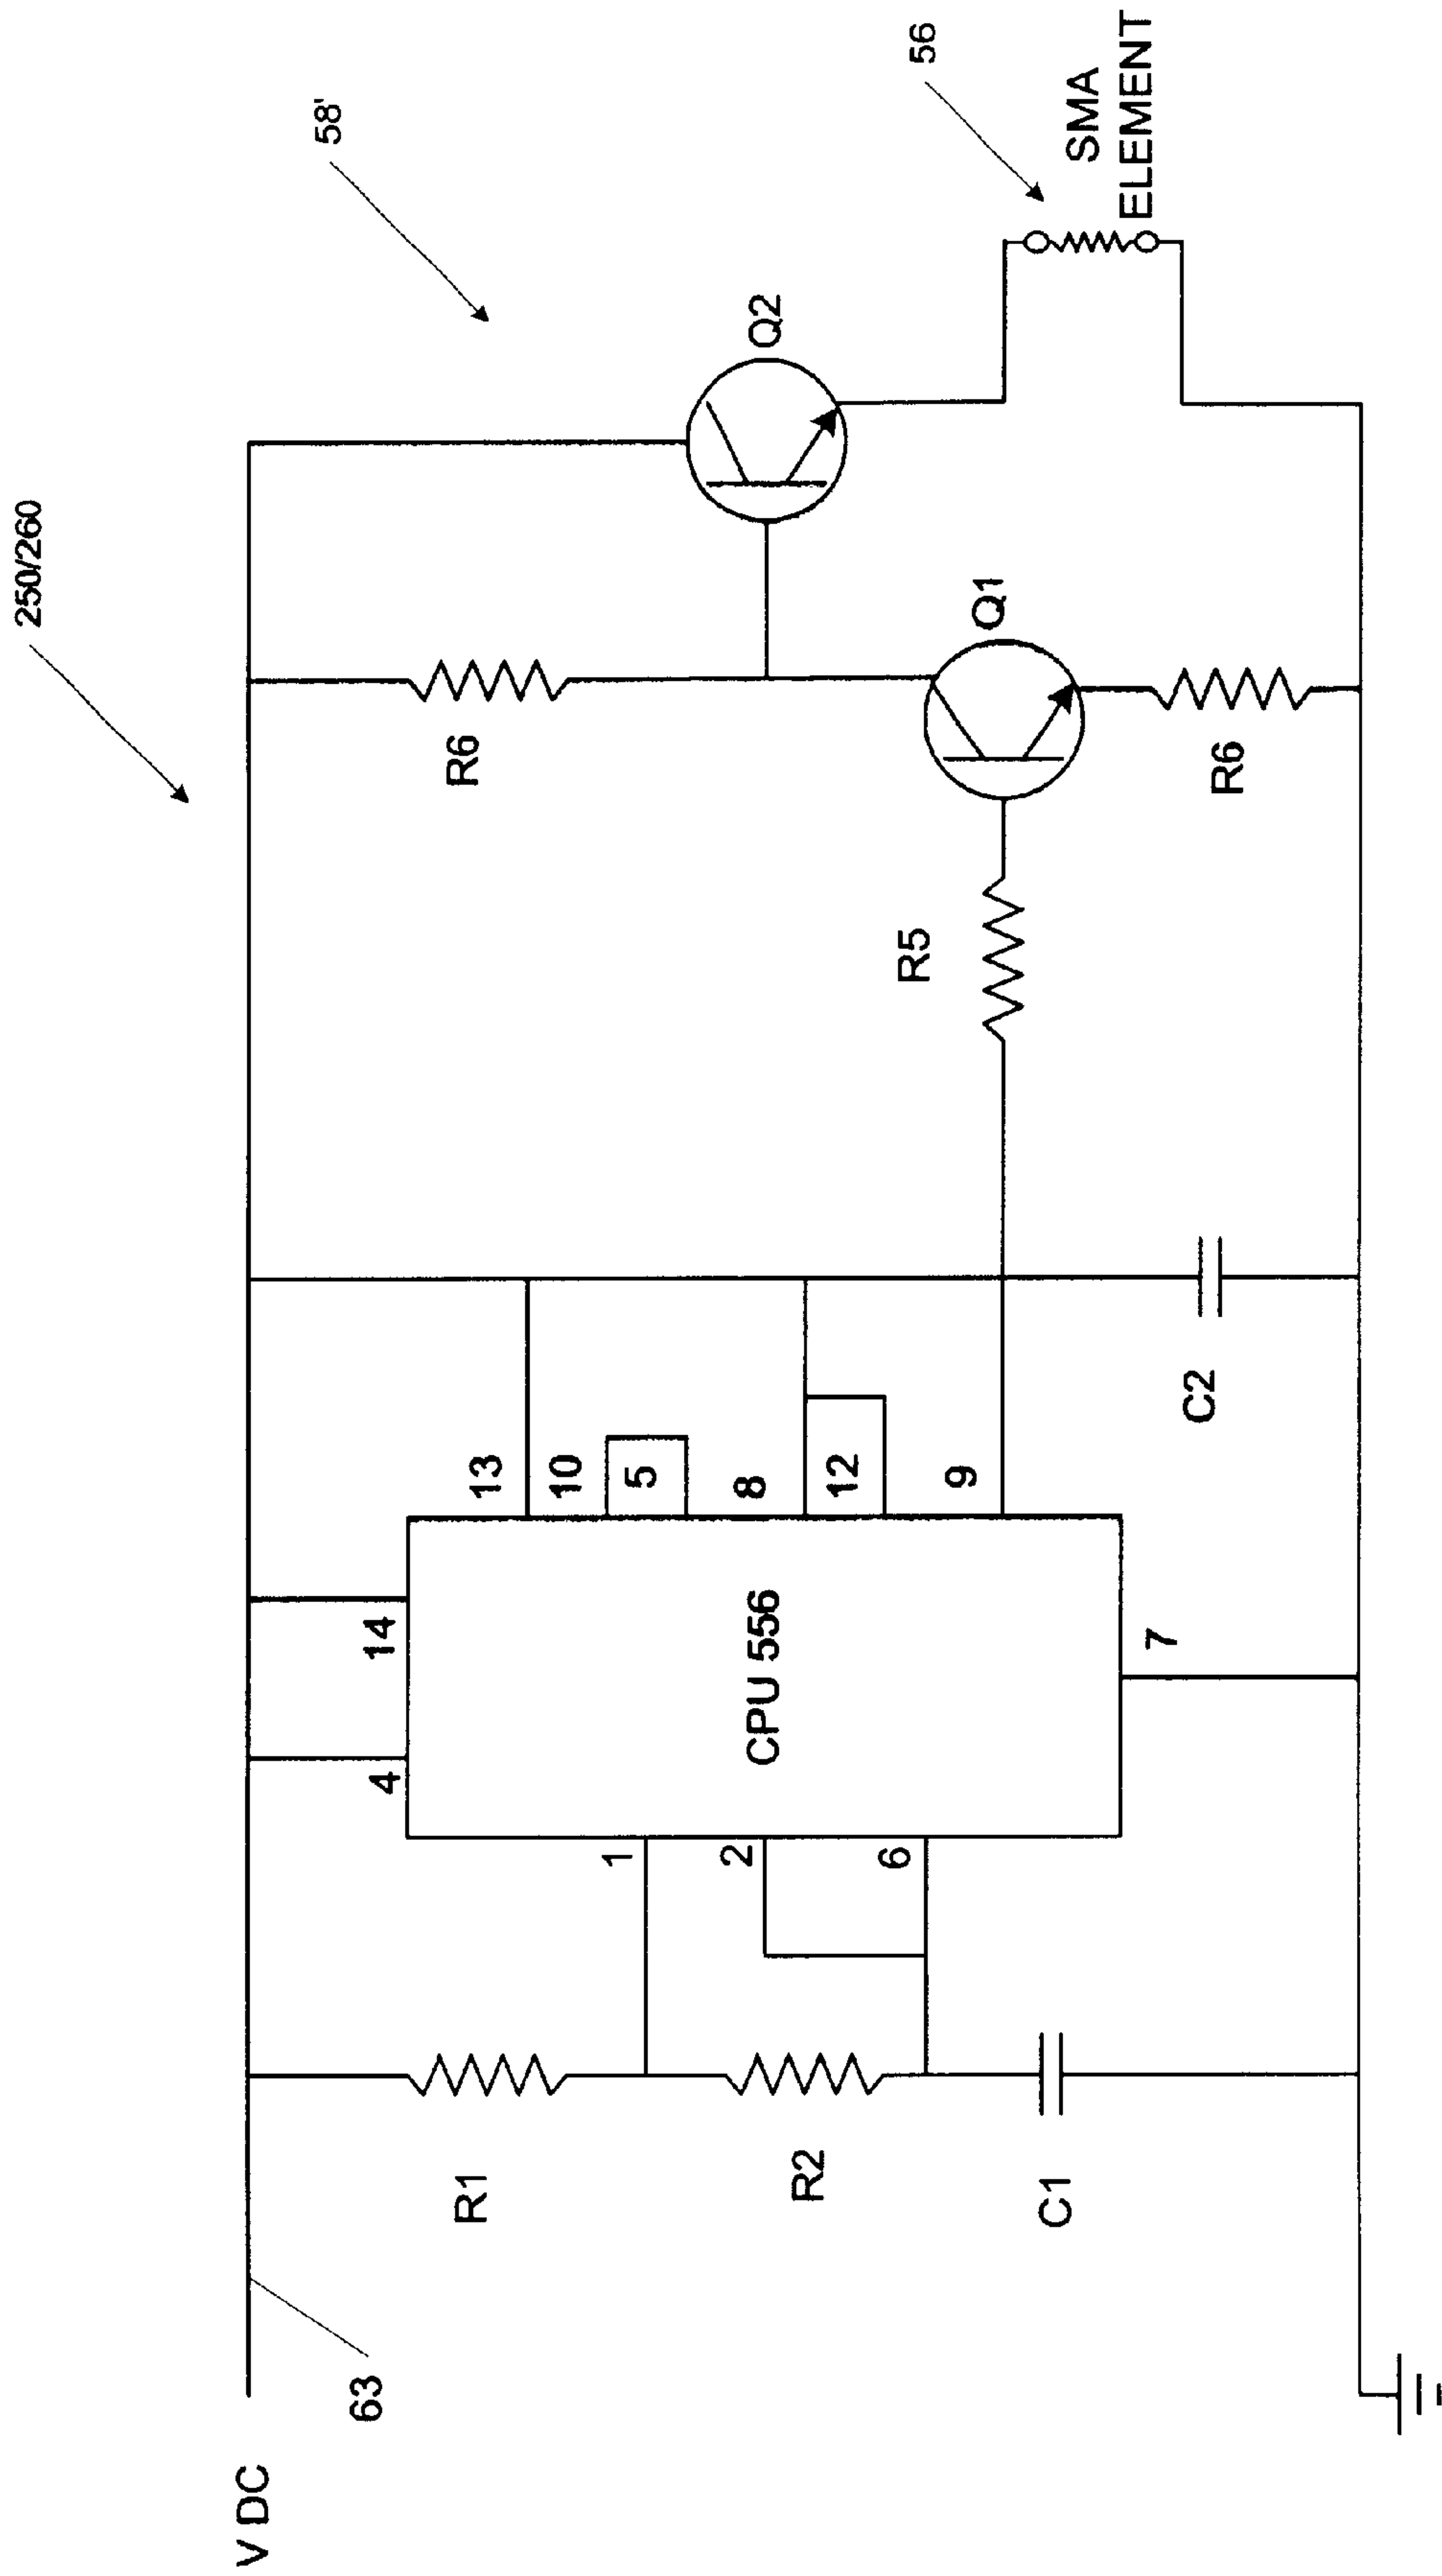 250/260
58'
56
V DC
63
R1
R2
C1
1
2
6
4
14
CPU 556
7
13
10
5
8
12
9
C2
R5
R6
Q1
R6
Q2
SMA
ELEMENT